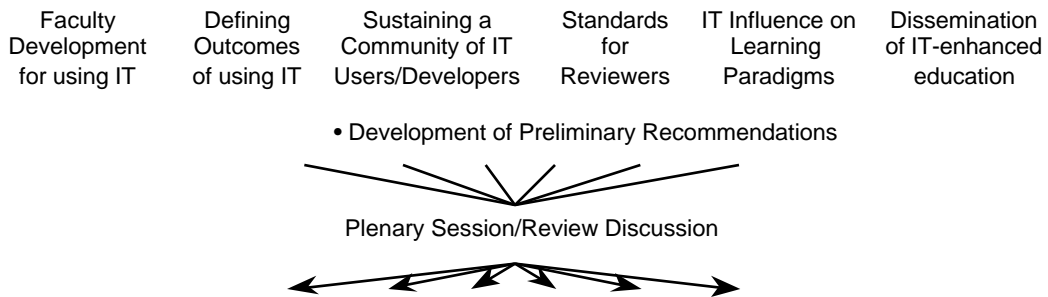 Faculty
Development
for using IT
Defining
Outcomes
of using IT
Sustaining a
Community of IT
Users/Developers
Standards
for
Reviewers
IT Influence on
Learning
Paradigms
Dissemination
of IT-enhanced
education
• Development of Preliminary Recommendations
Plenary Session/Review Discussion